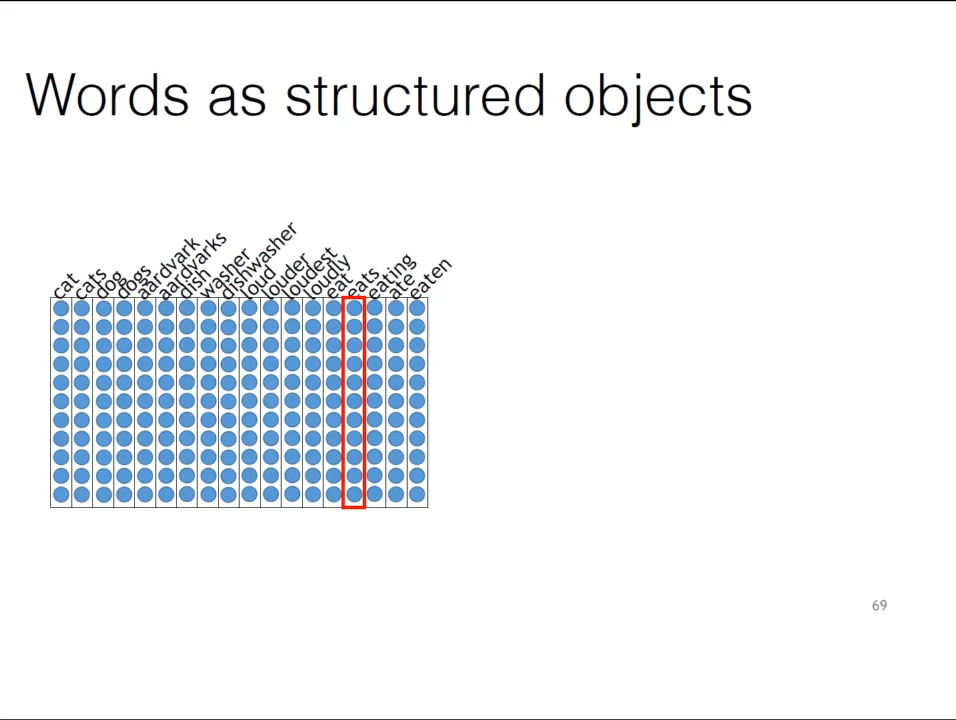 Words as structured objects
cat
cats
dog
dogs
aardvark
aardvarks
dish
washer
dishwasher
loud
louder
loudest
loudly
eat
eats
eating
ate
eaten
69